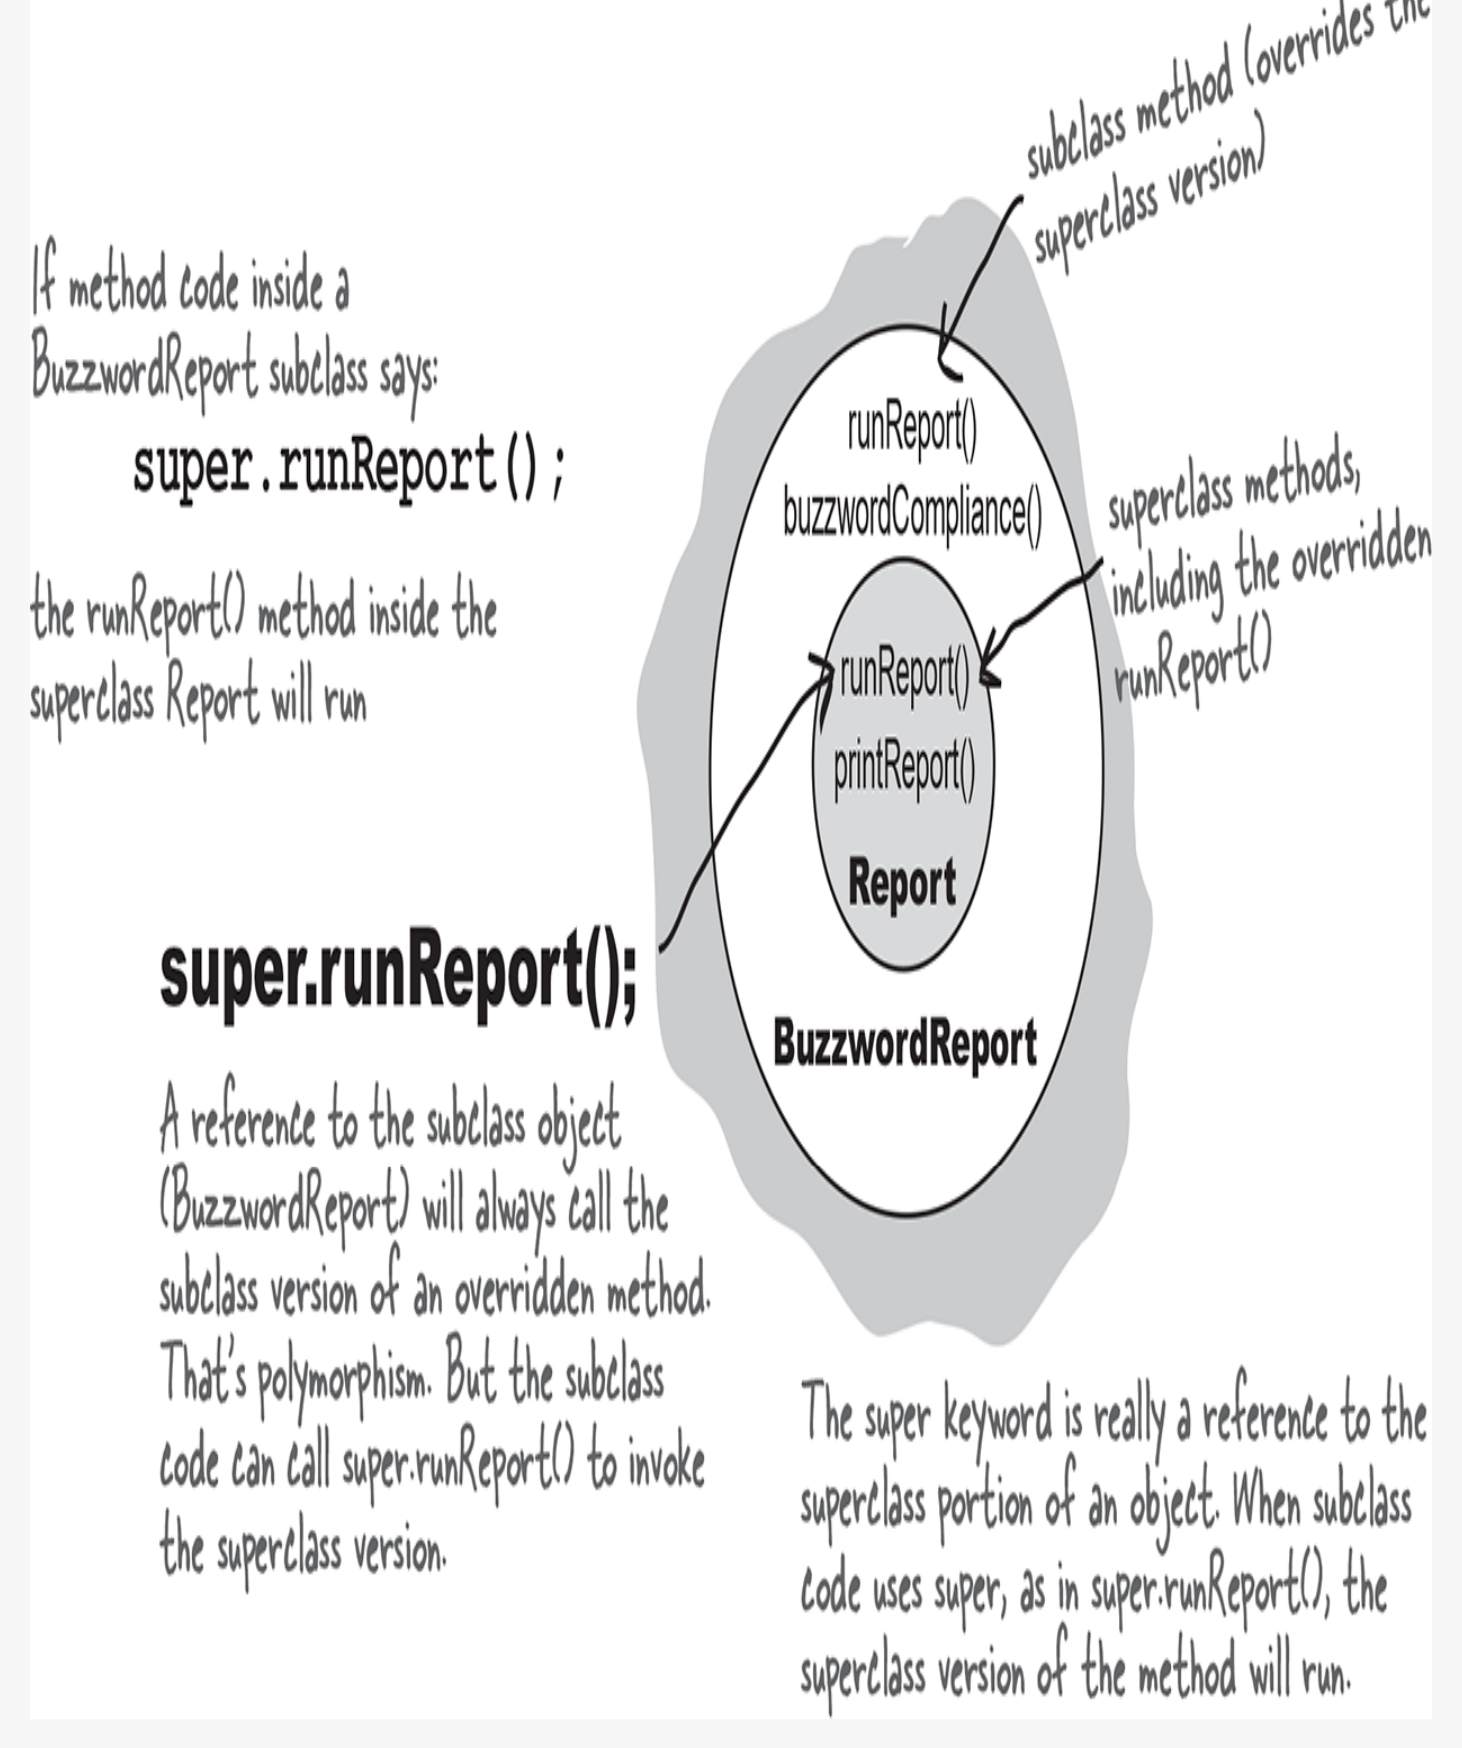 subclass method (overrides the
superclass version)
If method code inside a
BuzzwordReport subclass says:
super.runReport();
the runReport() method inside the
superclass Report will run
runReport()
buzzwordCompliance()
superclass methods,
including the overridden
runReport()
runReport()
printReport()
Report
BuzzwordReport
super.runReport();
A reference to the subclass object
(BuzzwordReport) will always call the
subclass version of an overridden method.
That's polymorphism. But the subclass
code can call super.runReport() to invoke
the superclass version.
The super keyword is really a reference to the
superclass portion of an object. When subclass
code uses super, as in super.runReport(), the
superclass version of the method will run.